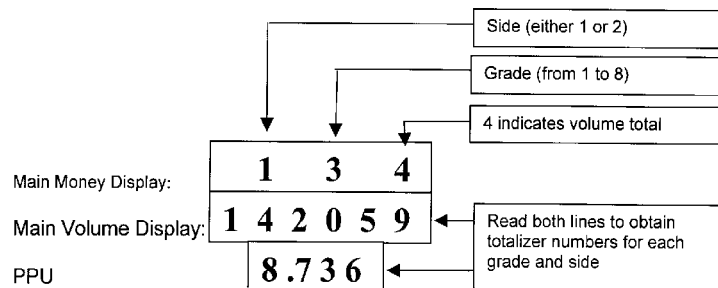 Side (either 1 or 2)
Grade (from 1 to 8)
4 indicates volume total
Main Money Display: 1 3 4
Main Volume Display: 1 4 2 0 5 9
Read both lines to obtain
totalizer numbers for each
grade and side
PPU 8.736